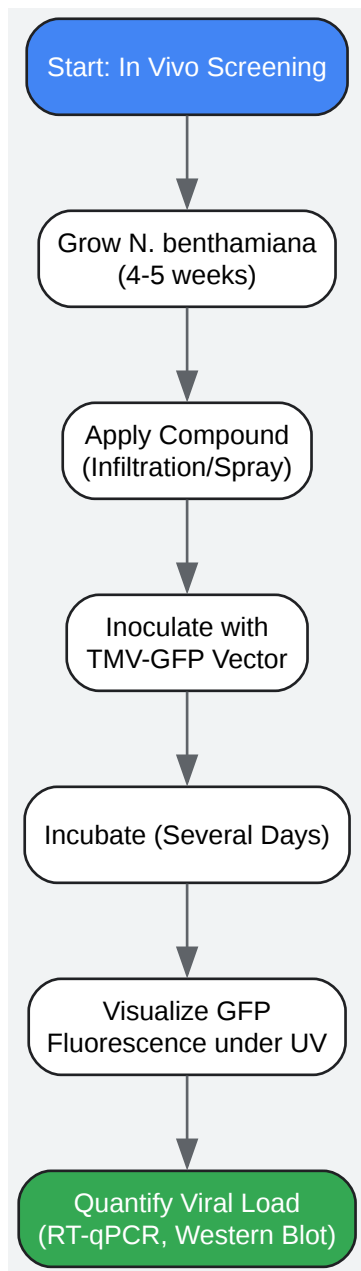 Start: In Vivo Screening
Grow N. benthamiana
(4-5 weeks)
Apply Compound
(Infiltration/Spray)
Inoculate with
TMV-GFP Vector
Incubate (Several Days)
Visualize GFP
Fluorescence under UV
Quantify Viral Load
(RT-qPCR, Western Blot)